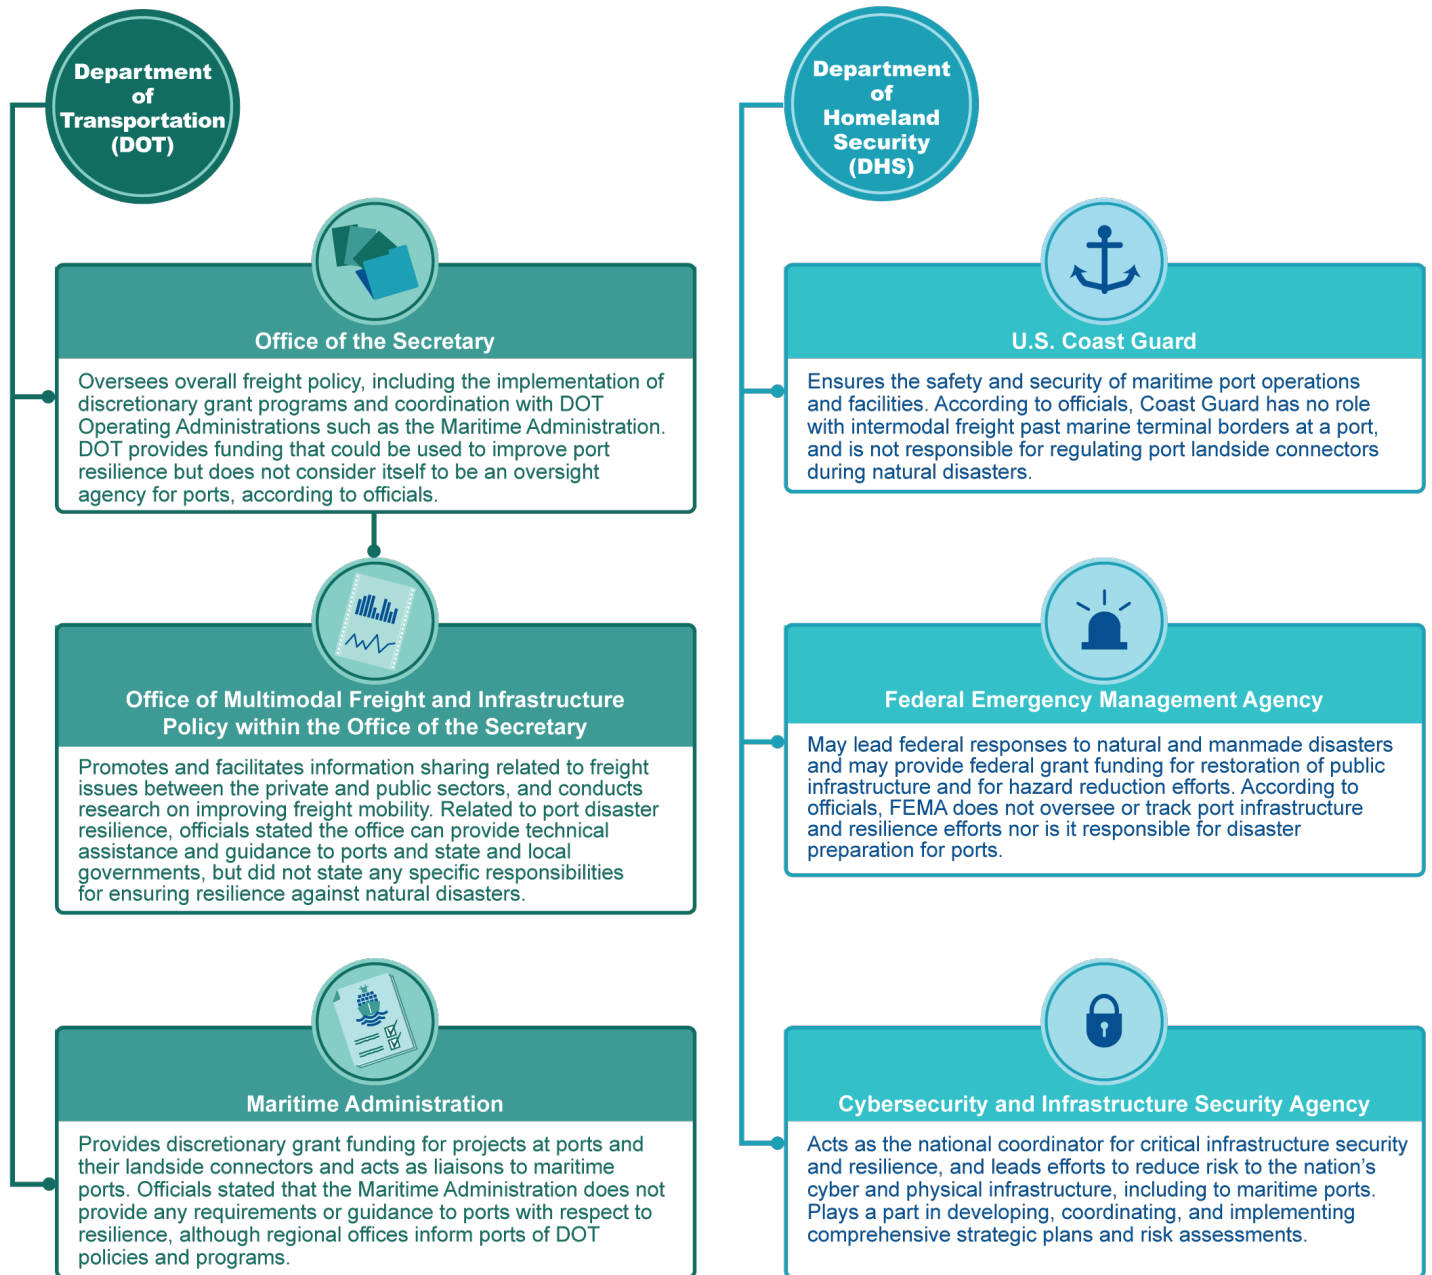 Department
of
Transportation
(DOT)
Office of the Secretary
Oversees overall freight policy, including the implementation of
discretionary grant programs and coordination with DOT
Operating Administrations such as the Maritime Administration.
DOT provides funding that could be used to improve port
resilience but does not consider itself to be an oversight
agency for ports, according to officials.
Office of Multimodal Freight and Infrastructure
Policy within the Office of the Secretary
Promotes and facilitates information sharing related to freight
issues between the private and public sectors, and conducts
research on improving freight mobility. Related to port disaster
resilience, officials stated the office can provide technical
assistance and guidance to ports and state and local
governments, but did not state any specific responsibilities
for ensuring resilience against natural disasters.
Maritime Administration
Provides discretionary grant funding for projects at ports and
their landside connectors and acts as liaisons to maritime
ports. Officials stated that the Maritime Administration does not
provide any requirements or guidance to ports with respect to
resilience, although regional offices inform ports of DOT
policies and programs.
Department
of
Homeland
Security
(DHS)
U.S. Coast Guard
Ensures the safety and security of maritime port operations
and facilities. According to officials, Coast Guard has no role
with intermodal freight past marine terminal borders at a port,
and is not responsible for regulating port landside connectors
during natural disasters.
Federal Emergency Management Agency
May lead federal responses to natural and manmade disasters
and may provide federal grant funding for restoration of public
infrastructure and for hazard reduction efforts. According to
officials, FEMA does not oversee or track port infrastructure
and resilience efforts nor is it responsible for disaster
preparation for ports.
Cybersecurity and Infrastructure Security Agency
Acts as the national coordinator for critical infrastructure security
and resilience, and leads efforts to reduce risk to the nation’s
cyber and physical infrastructure, including to maritime ports.
Plays a part in developing, coordinating, and implementing
comprehensive strategic plans and risk assessments.